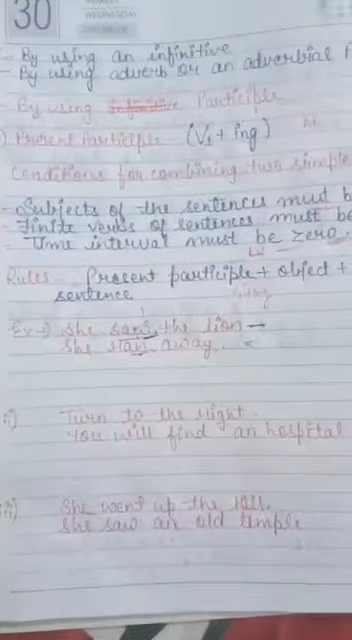 30
WEDNESDAY
- By using an infinitive
- By using adverb or an adverbial
- By using Participle
) Present Participle (V1 + ing)
Conditions for combining two simple
- Subjects of the sentences must b
- Finite verbs of sentences must be
- Time interval must be zero.
Rules Present participle + object +
sentence
Ex -) She saw the lion -
She stay away.
i) Turn to the right.
You will find an hospital
ii) She went up the hill.
She saw an old temple